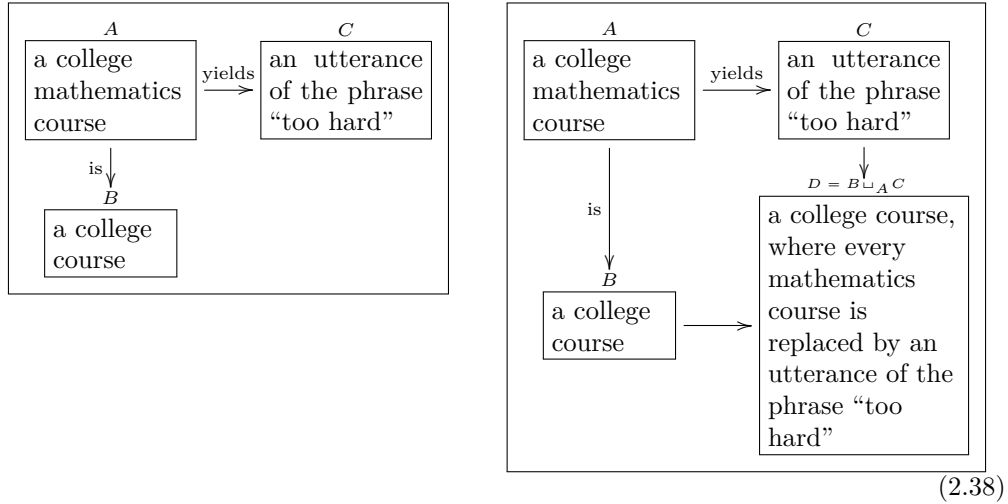 A
a college
mathematics
course
yields
C
an utterance
of the phrase
“too hard”
is
B
a college
course
A
a college
mathematics
course
yields
C
an utterance
of the phrase
“too hard”
is
D = B ⊔_A C
a college course,
where every
mathematics
course is
replaced by an
utterance of the
phrase “too
hard”
B
a college
course
(2.38)